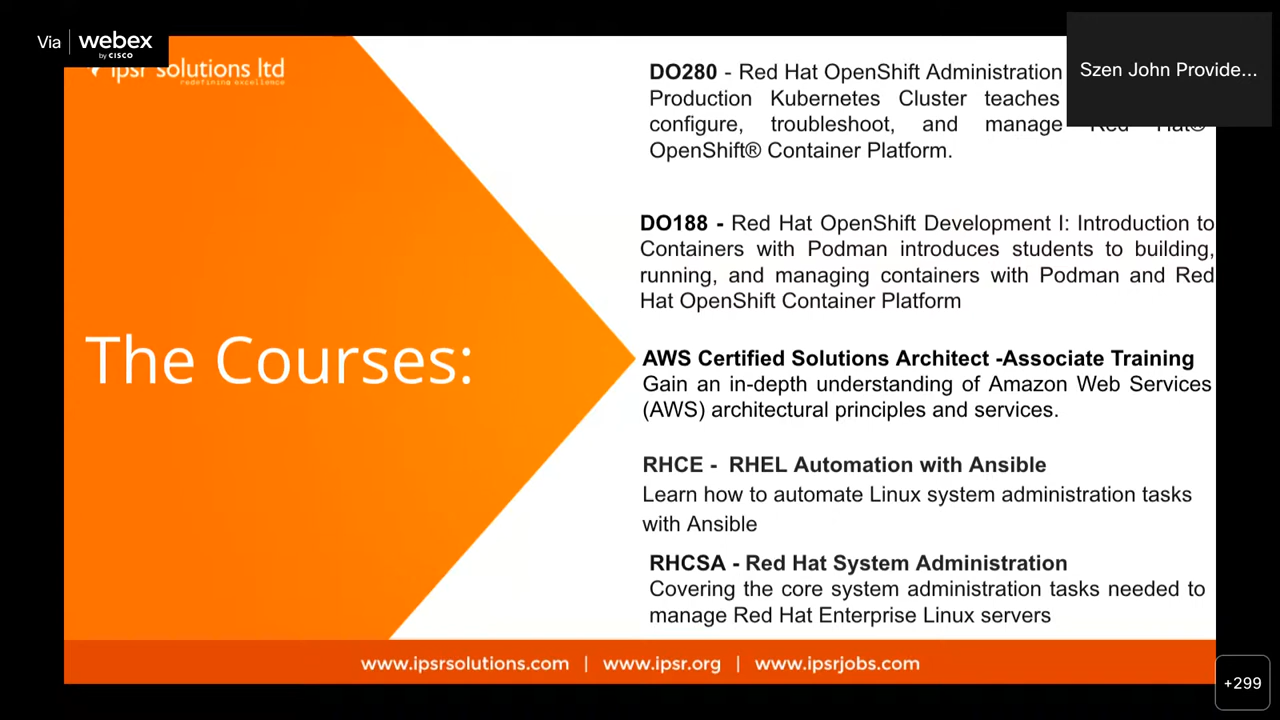 Via webex
by CISCO
ipsr solutions ltd
redefining excellence
Szen John Provide...
DO280 - Red Hat OpenShift Administration
Production Kubernetes Cluster teaches
configure, troubleshoot, and manage Red Hat®
OpenShift® Container Platform.
DO188 - Red Hat OpenShift Development I: Introduction to
Containers with Podman introduces students to building,
running, and managing containers with Podman and Red
Hat OpenShift Container Platform
The Courses:
AWS Certified Solutions Architect -Associate Training
Gain an in-depth understanding of Amazon Web Services
(AWS) architectural principles and services.
RHCE - RHEL Automation with Ansible
Learn how to automate Linux system administration tasks
with Ansible
RHCSA - Red Hat System Administration
Covering the core system administration tasks needed to
manage Red Hat Enterprise Linux servers
www.ipsrsolutions.com | www.ipsr.org | www.ipsrjobs.com
+299